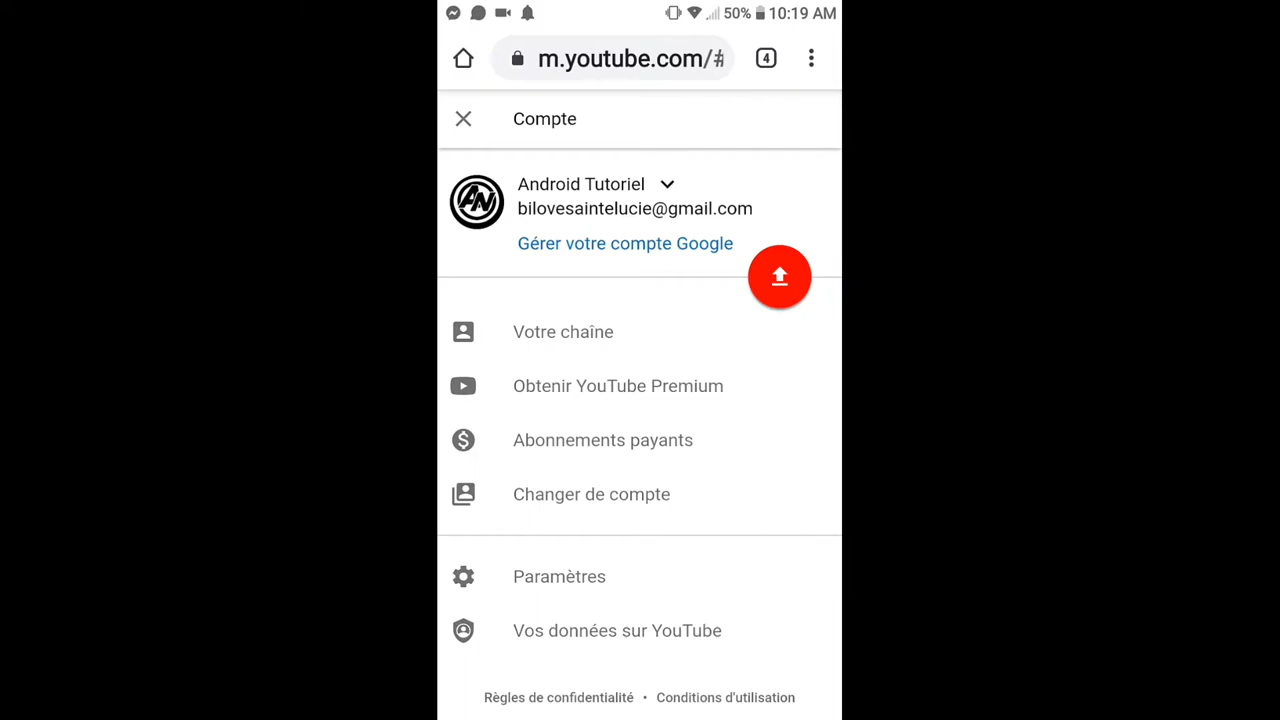 50% 10:19 AM
m.youtube.com/# 4
Compte
AN
Android Tutoriel
bilovesaintelucie@gmail.com
Gérer votre compte Google
Votre chaîne
Obtenir YouTube Premium
Abonnements payants
Changer de compte
Paramètres
Vos données sur YouTube
Règles de confidentialité • Conditions d'utilisation